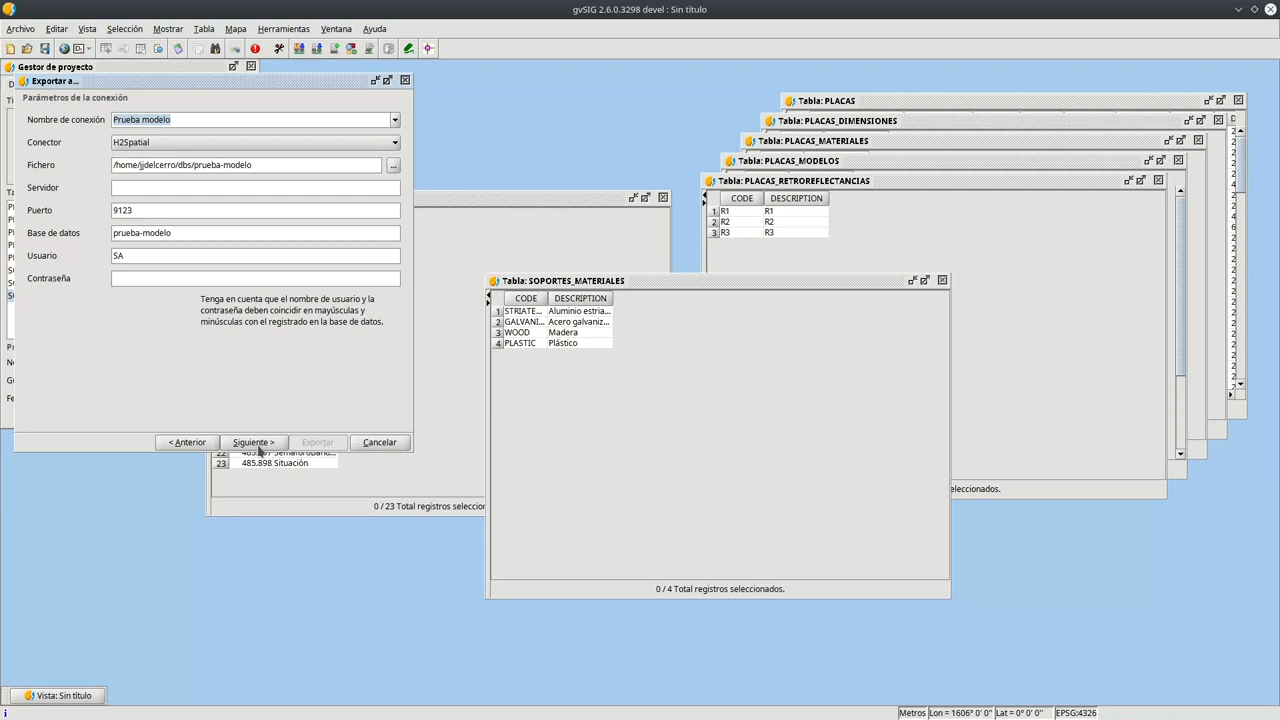 gvSIG 2.6.0.3298 devel : Sin título
Archivo Editar Vista Selección Mostrar Tabla Mapa Herramientas Ventana Ayuda
Gestor de proyecto
Exportar a...
Parámetros de la conexión
Nombre de conexión Prueba modelo
Conector H2Spatial
Fichero /home/jjdelcerro/dbs/prueba-modelo ...
Servidor
Puerto 9123
Base de datos prueba-modelo
Usuario SA
Contraseña
Tenga en cuenta que el nombre de usuario y la
contraseña deben coincidir en mayúsculas y
minúsculas con el registrado en la base de datos.
< Anterior Siguiente > Exportar Cancelar
23 485.898 Situación
0 / 23 Total registros seleccion
Tabla: PLACAS
Tabla: PLACAS_DIMENSIONES
Tabla: PLACAS_MATERIALES
Tabla: PLACAS_MODELOS
Tabla: PLACAS_RETROREFLECTANCIAS
CODE DESCRIPTION
1 R1 R1
2 R2 R2
3 R3 R3
eleccionados.
Tabla: SOPORTES_MATERIALES
CODE DESCRIPTION
1 STRIATE... Aluminio estria...
2 GALVANI... Acero galvaniz...
3 WOOD Madera
4 PLASTIC Plástico
0 / 4 Total registros seleccionados.
Vista: Sin título
Metros Lon = 1606° 0' 0'' Lat = 0° 0' 0'' EPSG:4326